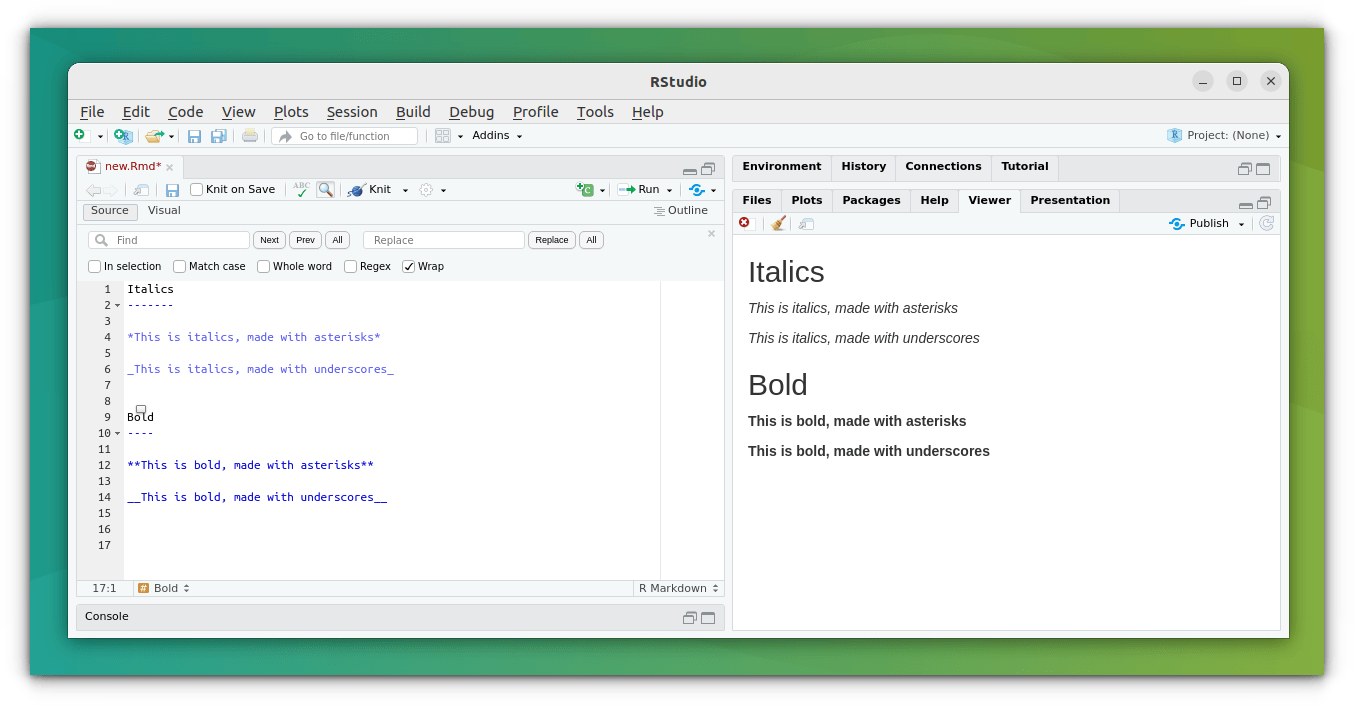 RStudio
File Edit Code View Plots Session Build Debug Profile Tools Help
Go to file/function Addins Project: (None)
new.Rmd*
Knit on Save ABC Knit Run
Source Visual Outline
Find Next Prev All Replace Replace All
In selection Match case Whole word Regex Wrap
1 Italics
2 -------
3
4 *This is italics, made with asterisks*
5
6 _This is italics, made with underscores_
7
8
9 Bold
10 ----
11
12 **This is bold, made with asterisks**
13
14 __This is bold, made with underscores__
15
16
17
17:1 # Bold R Markdown
Console
Environment History Connections Tutorial
Files Plots Packages Help Viewer Presentation
Publish
Italics
This is italics, made with asterisks
This is italics, made with underscores
Bold
This is bold, made with asterisks
This is bold, made with underscores